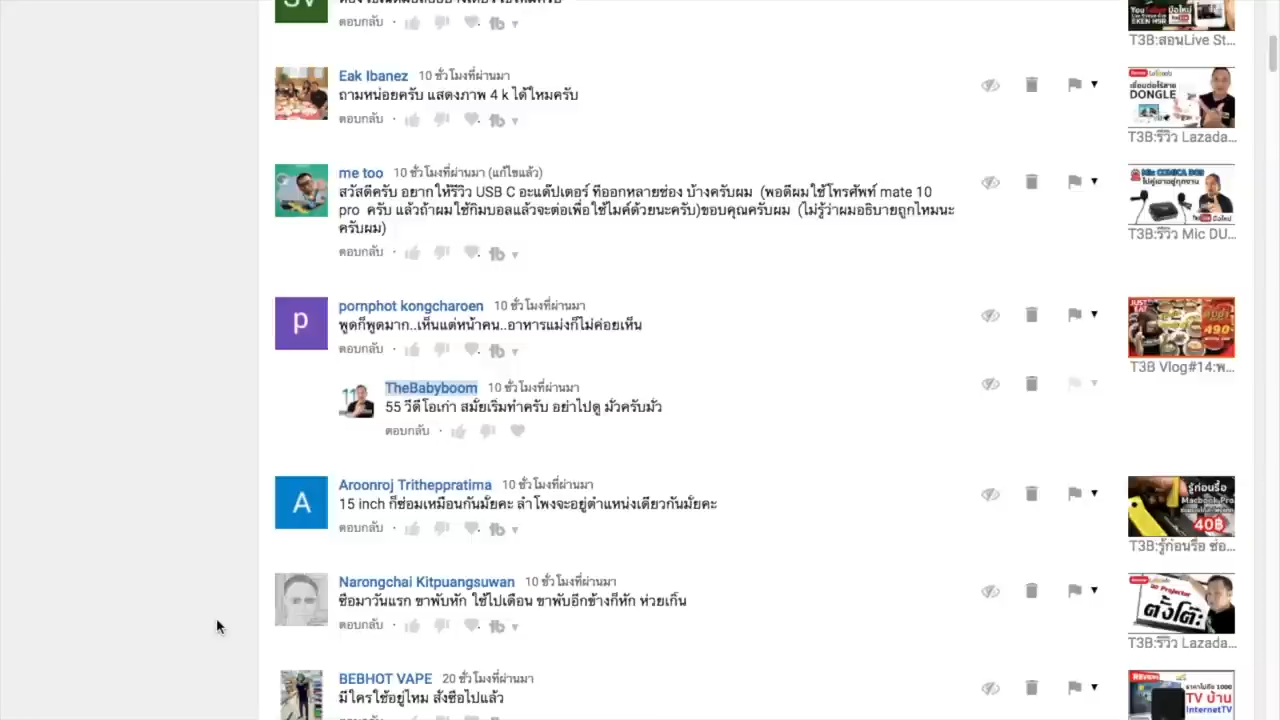 ตอบกลับ ·
T3B:สอนLive St...
Eak Ibanez 10 ชั่วโมงที่ผ่านมา
ถามหน่อยครับ แสดงภาพ 4 k ได้ไหมครับ
ตอบกลับ ·
DONGLE
T3B:รีวิว Lazada...
me too 10 ชั่วโมงที่ผ่านมา (แก้ไขแล้ว)
สวัสดีครับ อยากให้รีวิว USB C อะแด๊ปเตอร์ ที่ออกหลายช่อง บ้างครับผม (พอดีผมใช้โทรศัพท์ mate 10
pro ครับ แล้วถ้าผมใช้กิมบอลแล้วจะต่อเพื่อใช้ไมค์ด้วยนะครับ)ขอบคุณครับผม (ไม่รู้ว่าผมอธิบายถูกไหมนะ
ครับผม)
ตอบกลับ ·
T3B:รีวิว Mic DU...
p
pornphot kongcharoen 10 ชั่วโมงที่ผ่านมา
พูดก็พูดมาก..เห็นแต่หน้าคน..อาหารแม่งก็ไม่ค่อยเห็น
ตอบกลับ ·
JUST
EAT
490
T3B Vlog#14:พ...
TheBabyboom 10 ชั่วโมงที่ผ่านมา
55 วีดีโอเก่า สมัยเริ่มทำครับ อย่าไปดู มั่วครับมั่ว
ตอบกลับ ·
A
Aroonroj Tritheppratima 10 ชั่วโมงที่ผ่านมา
15 inch ก็ซ่อมเหมือนกันมั้ยคะ ลำโพงจะอยู่ตำแหน่งเดียวกันมั้ยคะ
ตอบกลับ ·
รู้ก่อนรื้อ
Macbook Pro
40฿
T3B:รู้ก่อนรื้อ ซ่อ...
Narongchai Kitpuangsuwan 10 ชั่วโมงที่ผ่านมา
ซื้อมาวันแรก ขาพับหัก ใช้ไปเดือน ขาพับอีกข้างก็หัก ห่วยเกิ๊น
ตอบกลับ ·
จอ Projector
ตั้งโต๊ะ
T3B:รีวิว Lazada...
BEBHOT VAPE 20 ชั่วโมงที่ผ่านมา
มีใครใช้อยู่ไหม สั่งซื้อไปแล้ว
TV บ้าน
InternetTV